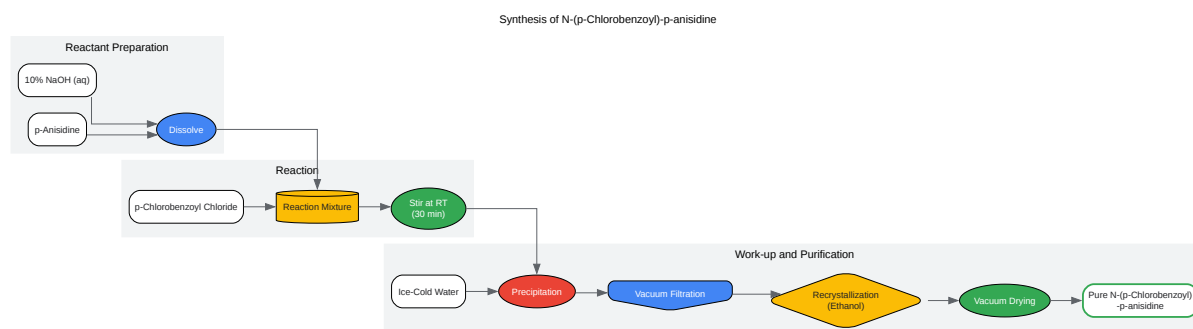 Synthesis of N-(p-Chlorobenzoyl)-p-anisidine
Reactant Preparation
10% NaOH (aq)
p-Anisidine
Dissolve
Reaction
p-Chlorobenzoyl Chloride
Reaction Mixture
Stir at RT
(30 min)
Work-up and Purification
Ice-Cold Water
Precipitation
Vacuum Filtration
Recrystallization
(Ethanol)
Vacuum Drying
Pure N-(p-Chlorobenzoyl)
-p-anisidine